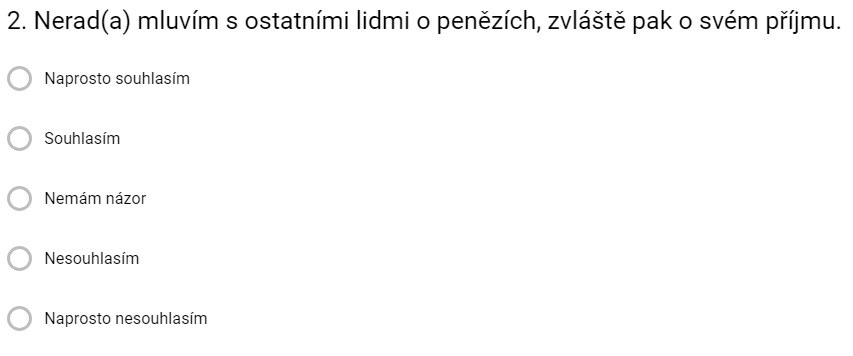 2. Nerad(a) mluvím s ostatními lidmi o penězích, zvláště pak o svém příjmu.
Naprosto souhlasím
Souhlasím
Nemám názor
Nesouhlasím
Naprosto nesouhlasím